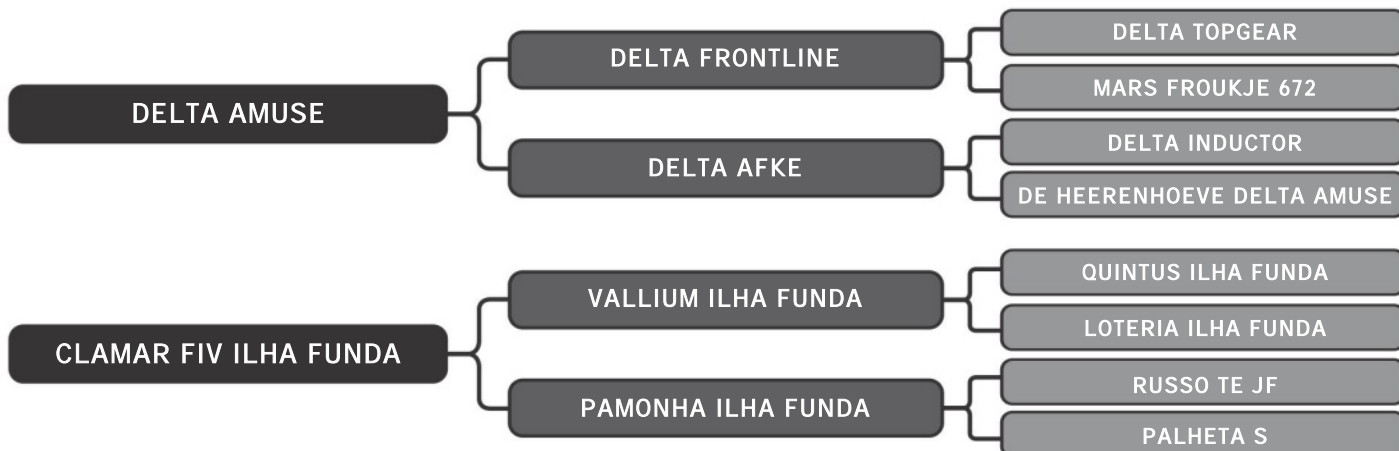 DELTA AMUSE
DELTA FRONTLINE
DELTA TOPGEAR
MARS FROUKJE 672
DELTA AFKE
DELTA INDUCTOR
DE HEERENHOEVE DELTA AMUSE
CLAMAR FIV ILHA FUNDA
VALLIUM ILHA FUNDA
QUINTUS ILHA FUNDA
LOTERIA ILHA FUNDA
PAMONHA ILHA FUNDA
RUSSO TE JF
PALHETA S